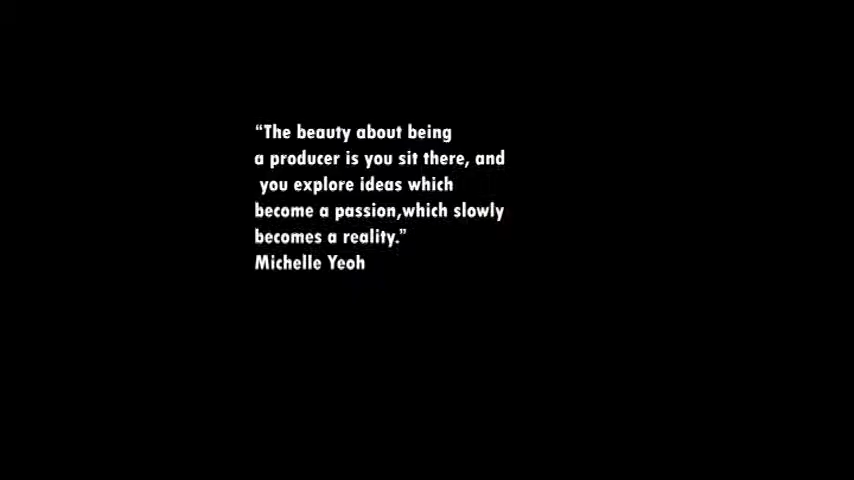 “The beauty about being
a producer is you sit there, and
you explore ideas which
become a passion,which slowly
becomes a reality.”
Michelle Yeoh